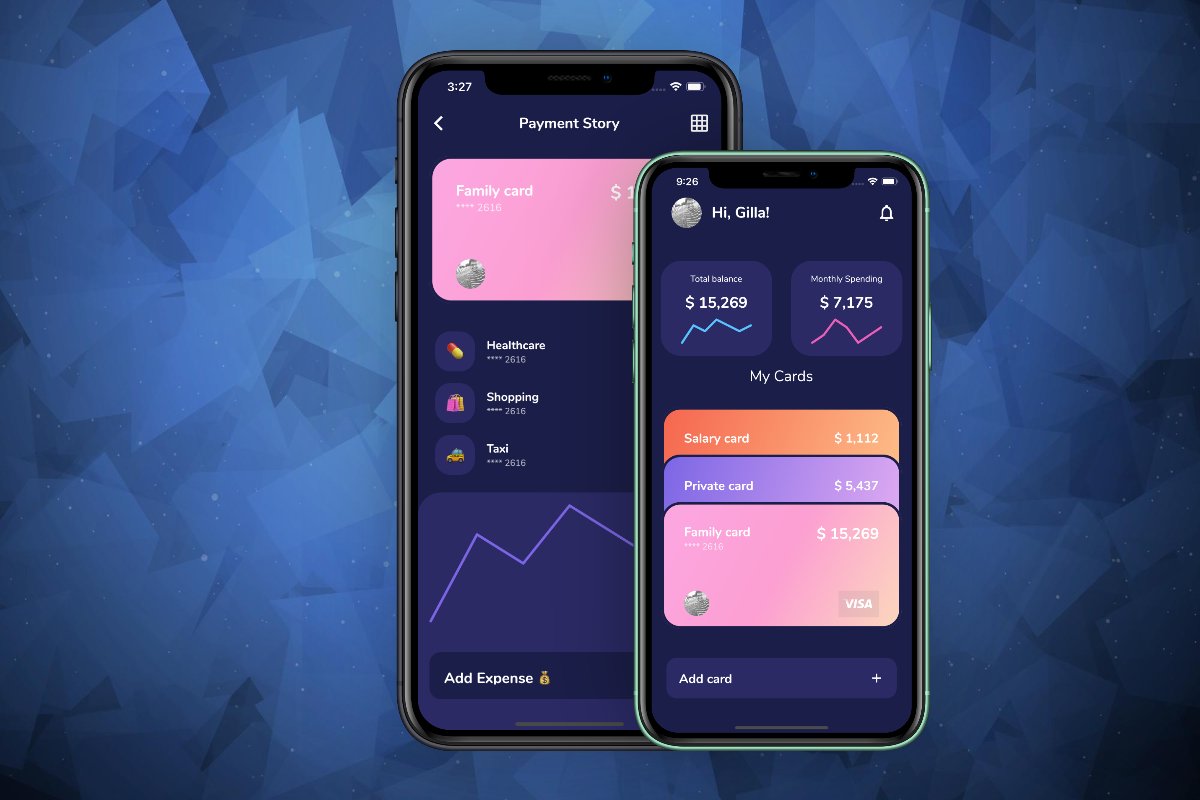 3:27
Payment Story
Family card
$ 1
**** 2616
Healthcare
**** 2616
Shopping
**** 2616
Taxi
**** 2616
Add Expense
9:26
Hi, Gilla!
Total balance
$ 15,269
Monthly Spending
$ 7,175
My Cards
Salary card
$ 1,112
Private card
$ 5,437
Family card
$ 15,269
**** 2616
VISA
Add card
+